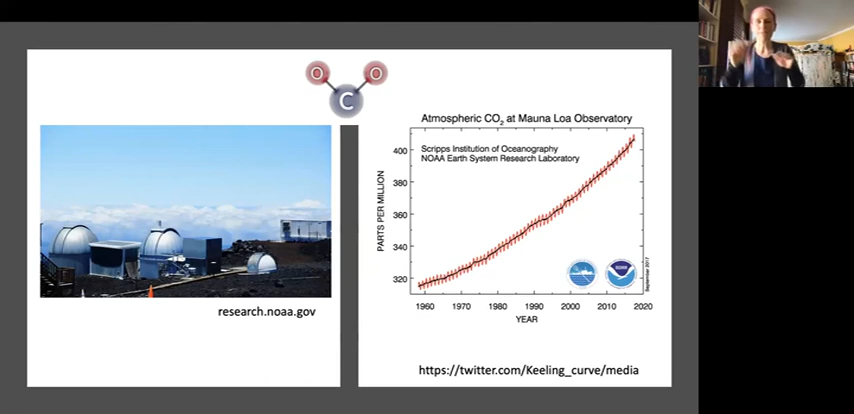 O O
C
research.noaa.gov
Atmospheric CO₂ at Mauna Loa Observatory
Scripps Institution of Oceanography
NOAA Earth System Research Laboratory
PARTS PER MILLION
400
380
360
340
320
NOAA
September 2017
1960 1970 1980 1990 2000 2010 2020
YEAR
https://twitter.com/Keeling_curve/media